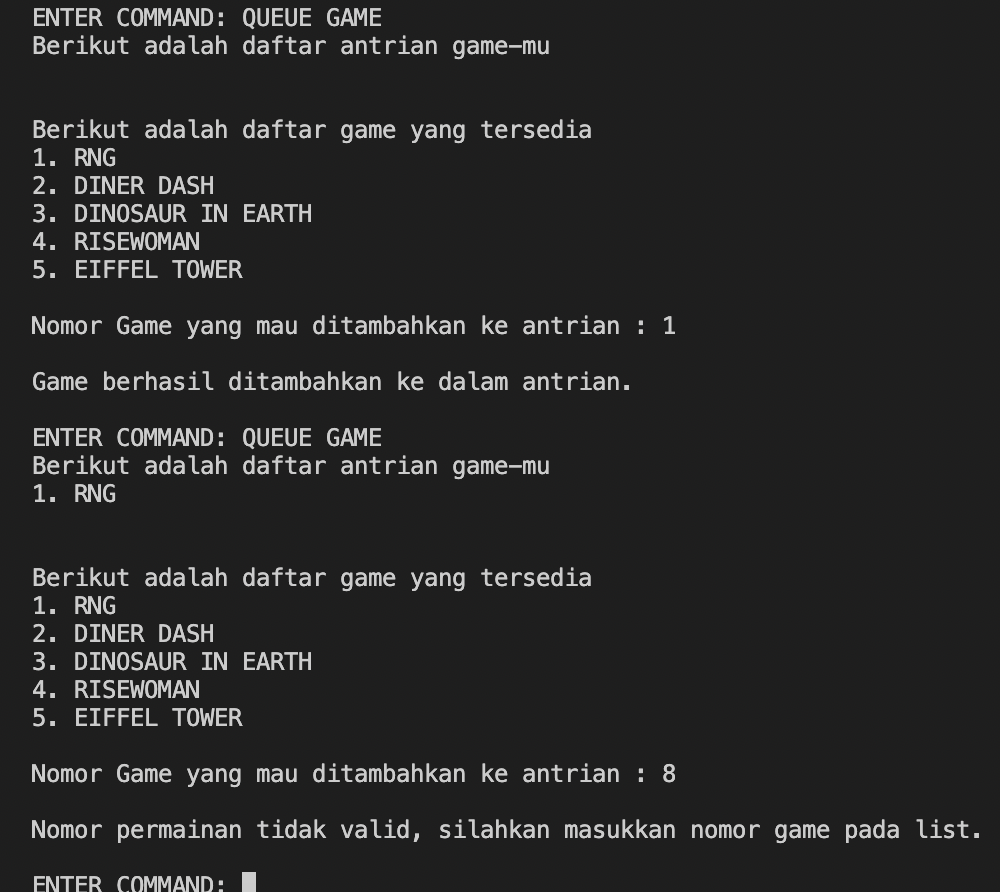 ENTER COMMAND: QUEUE GAME
Berikut adalah daftar antrian game-mu
Berikut adalah daftar game yang tersedia
1. RNG
2. DINER DASH
3. DINOSAUR IN EARTH
4. RISEWOMAN
5. EIFFEL TOWER
Nomor Game yang mau ditambahkan ke antrian : 1
Game berhasil ditambahkan ke dalam antrian.
ENTER COMMAND: QUEUE GAME
Berikut adalah daftar antrian game-mu
1. RNG
Berikut adalah daftar game yang tersedia
1. RNG
2. DINER DASH
3. DINOSAUR IN EARTH
4. RISEWOMAN
5. EIFFEL TOWER
Nomor Game yang mau ditambahkan ke antrian : 8
Nomor permainan tidak valid, silahkan masukkan nomor game pada list.
ENTER COMMAND: